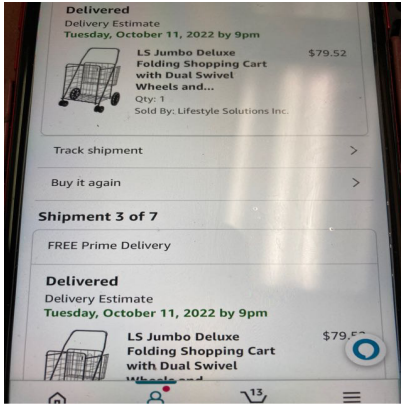 Delivered
Delivery Estimate
Tuesday, October 11, 2022 by 9pm
LS Jumbo Deluxe $79.52
Folding Shopping Cart
with Dual Swivel
Wheels and...
Qty: 1
Sold By: Lifestyle Solutions Inc.
Track shipment
Buy it again
Shipment 3 of 7
FREE Prime Delivery
Delivered
Delivery Estimate
Tuesday, October 11, 2022 by 9pm
LS Jumbo Deluxe
Folding Shopping Cart
with Dual Swivel
13